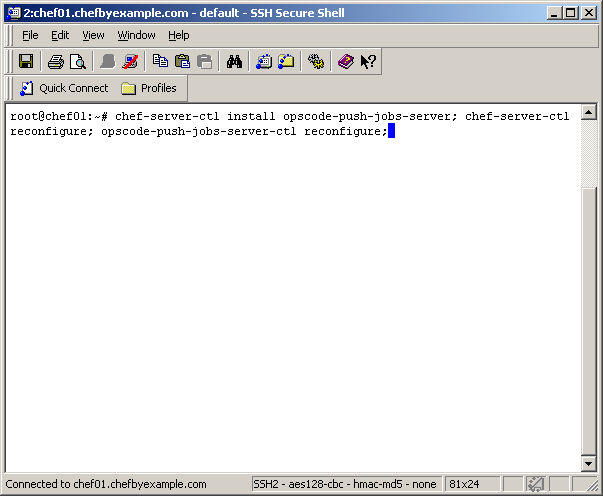 2:chef01.chefbyexample.com - default - SSH Secure Shell
File Edit View Window Help
Quick Connect Profiles
root@chef01:~# chef-server-ctl install opscode-push-jobs-server; chef-server-ctl
reconfigure; opscode-push-jobs-server-ctl reconfigure;
Connected to chef01.chefbyexample.com SSH2 - aes128-cbc - hmac-md5 - none 81x24